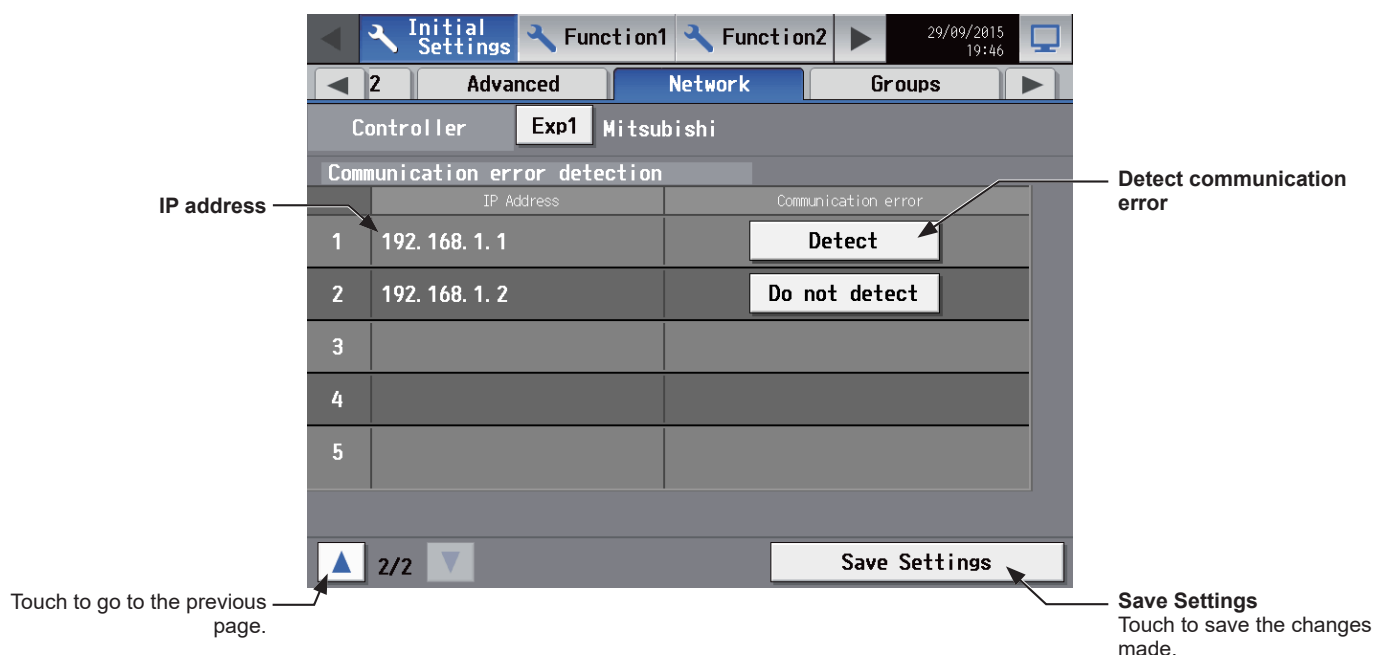 Initial
Settings
Function1
Function2
29/09/2015
19:46
2
Advanced
Network
Groups
Controller
Exp1
Mitsubishi
Communication error detection
IP Address
Communication error
1
192.168.1.1
Detect
2
192.168.1.2
Do not detect
3
4
5
2/2
Save Settings
IP address
Detect communication
error
Touch to go to the previous
page.
Save Settings
Touch to save the changes
made.